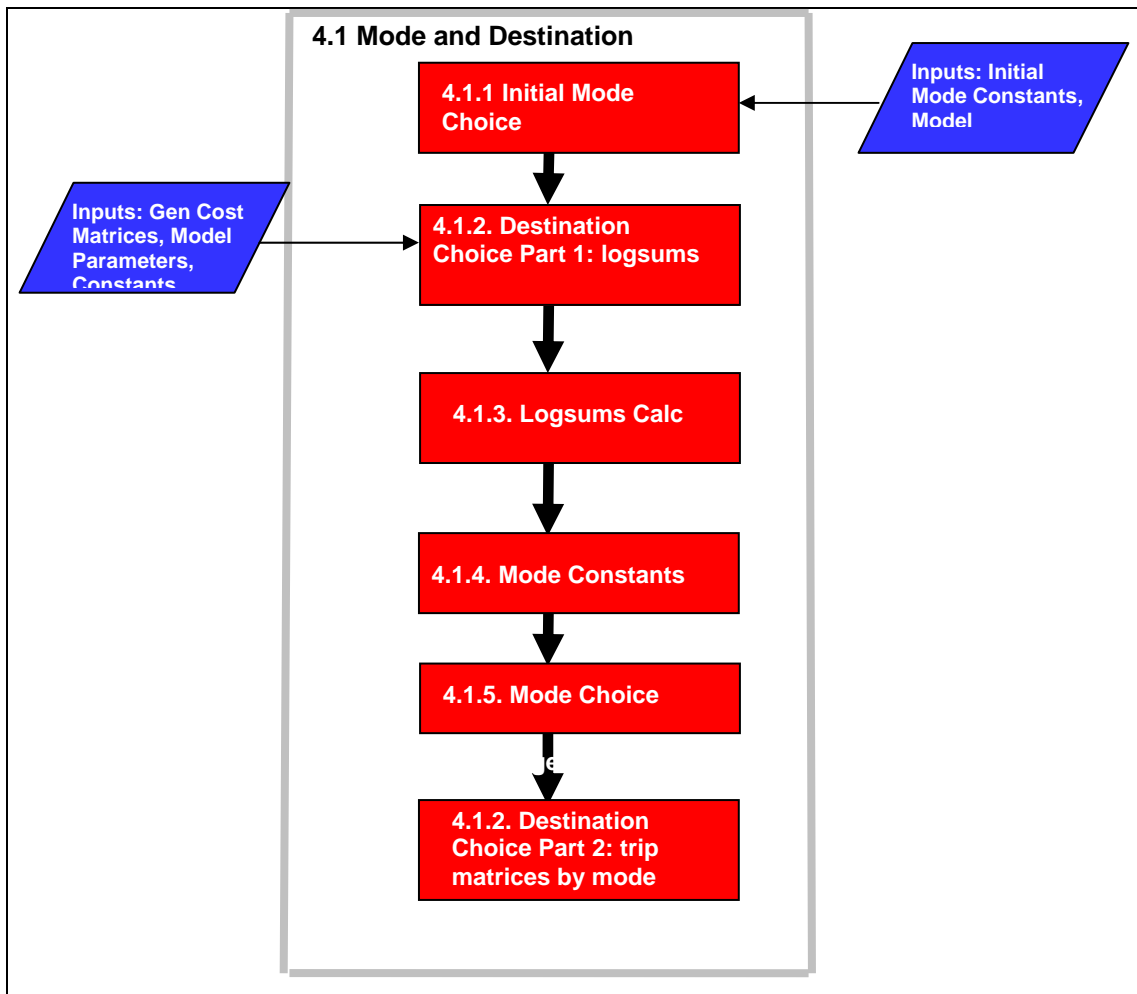 4.1 Mode and Destination
4.1.1 Initial Mode
Choice
Inputs: Initial
Mode Constants,
Model
Inputs: Gen Cost
Matrices, Model
Parameters,
Constants
4.1.2. Destination
Choice Part 1: logsums
4.1.3. Logsums Calc
4.1.4. Mode Constants
4.1.5. Mode Choice
4.1.2. Destination
Choice Part 2: trip
matrices by mode